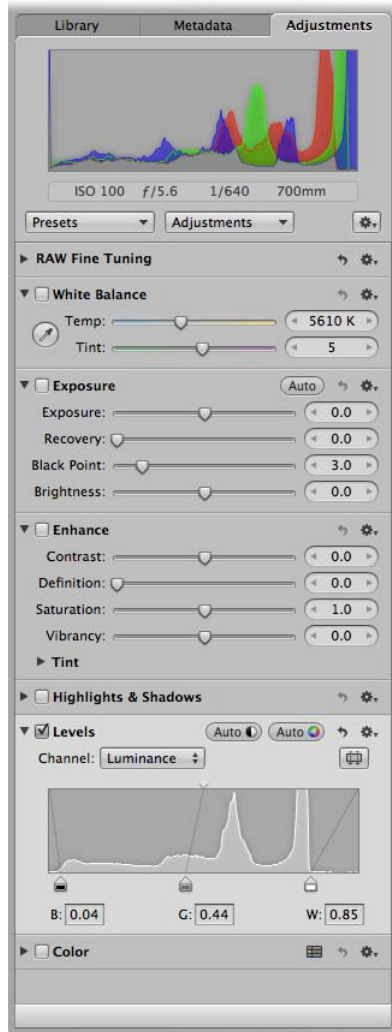 Library Metadata Adjustments
ISO 100 f/5.6 1/640 700mm
Presets Adjustments
RAW Fine Tuning
White Balance
Temp: 5610 K
Tint: 5
Exposure Auto
Exposure: 0.0
Recovery: 0.0
Black Point: 3.0
Brightness: 0.0
Enhance
Contrast: 0.0
Definition: 0.0
Saturation: 1.0
Vibrancy: 0.0
Tint
Highlights & Shadows
Levels Auto Auto
Channel: Luminance
B: 0.04 G: 0.44 W: 0.85
Color